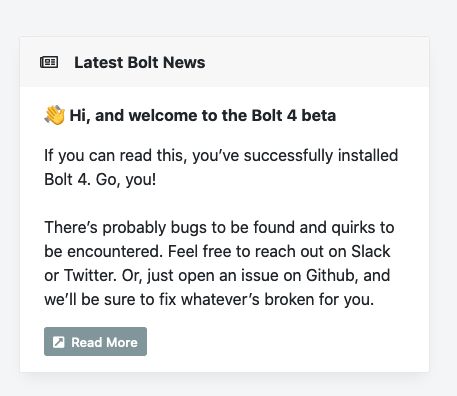 Latest Bolt News
👋 Hi, and welcome to the Bolt 4 beta
If you can read this, you’ve successfully installed
Bolt 4. Go, you!
There’s probably bugs to be found and quirks to
be encountered. Feel free to reach out on Slack
or Twitter. Or, just open an issue on Github, and
we’ll be sure to fix whatever’s broken for you.
Read More